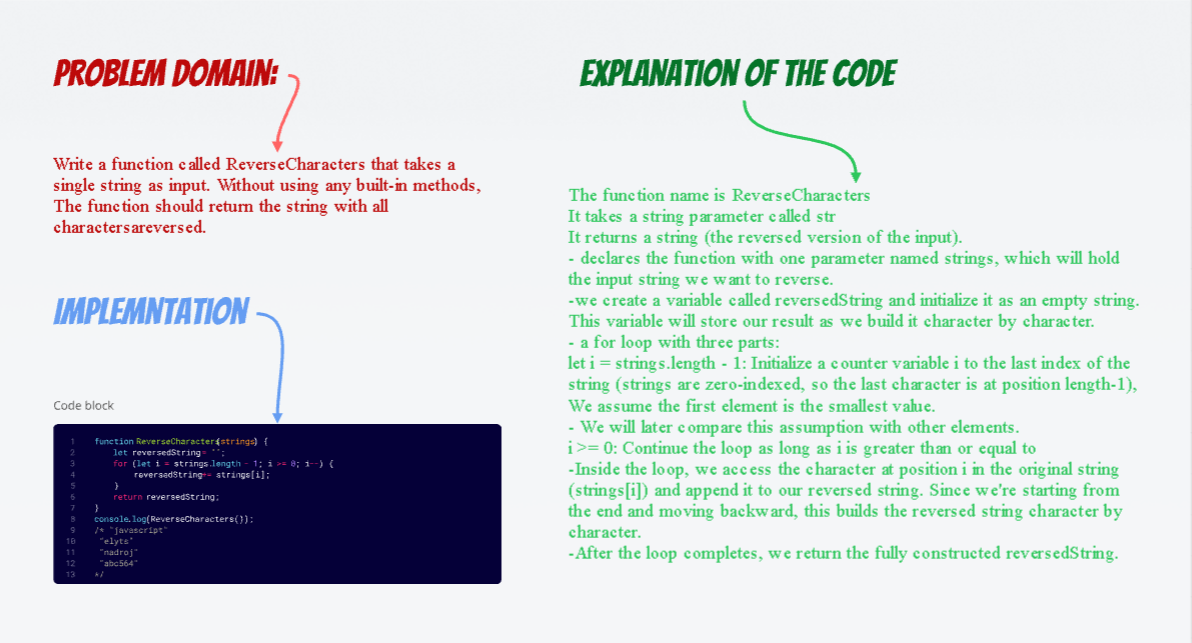 PROBLEM DOMAIN:
Write a function called ReverseCharacters that takes a
single string as input. Without using any built-in methods,
The function should return the string with all
charactersareversed.
IMPLEMNTATION
Code block
1 function ReverseCharacters(strings) {
2 let reversedString= "";
3 for (let i = strings.length - 1; i >= 0; i--) {
4 reversedString+= strings[i];
5 }
6 return reversedString;
7 }
8 console.log(ReverseCharacters());
9 /* "javascript"
10 "elyts"
11 "nadroj"
12 "abc564"
13 */
EXPLANATION OF THE CODE
The function name is ReverseCharacters
It takes a string parameter called str
It returns a string (the reversed version of the input).
- declares the function with one parameter named strings, which will hold
the input string we want to reverse.
-we create a variable called reversedString and initialize it as an empty string.
This variable will store our result as we build it character by character.
- a for loop with three parts:
let i = strings.length - 1: Initialize a counter variable i to the last index of the
string (strings are zero-indexed, so the last character is at position length-1),
We assume the first element is the smallest value.
- We will later compare this assumption with other elements.
i >= 0: Continue the loop as long as i is greater than or equal to
-Inside the loop, we access the character at position i in the original string
(strings[i]) and append it to our reversed string. Since we're starting from
the end and moving backward, this builds the reversed string character by
character.
-After the loop completes, we return the fully constructed reversedString.